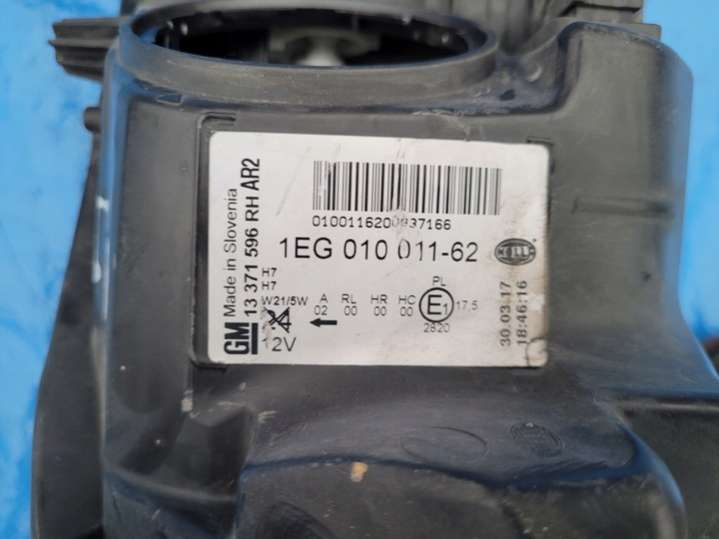 GM
Made in Slovenia
13 371 596 RH AR2
0100116200937166
1EG 010 011-62
HELLA
H7
H7
W21/5W
12V
A RL HR HC PL
02 00 00 00 E1 17,5
2820
30.03.17
18:46:16